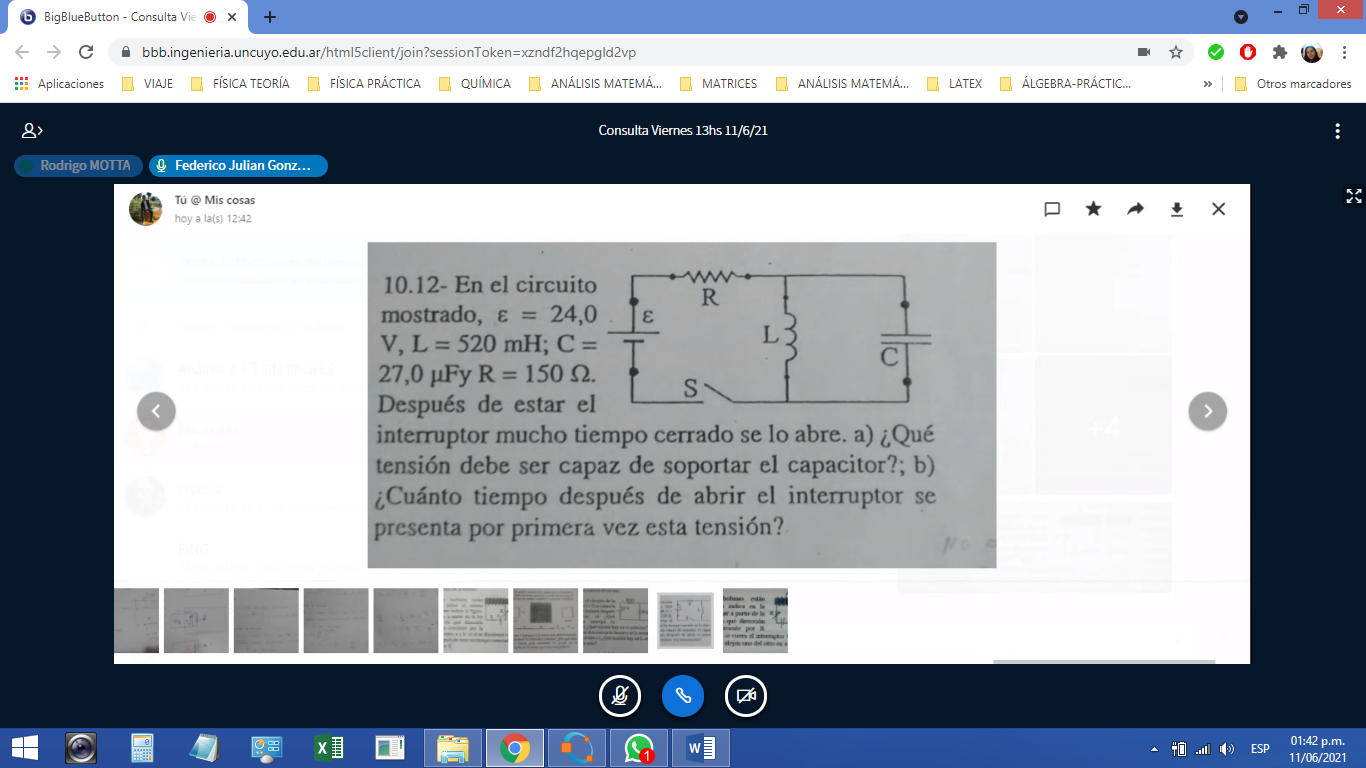 BigBlueButton - Consulta Vie
bbb.ingenieria.uncuyo.edu.ar/html5client/join?sessionToken=xzndf2hqepgld2vp
Aplicaciones VIAJE FÍSICA TEORÍA FÍSICA PRÁCTICA QUÍMICA ANÁLISIS MATEMÁ... MATRICES ANÁLISIS MATEMÁ... LATEX ÁLGEBRA-PRÁCTIC... » Otros marcadores
Consulta Viernes 13hs 11/6/21
Rodrigo MOTTA Federico Julian Gonz...
Tú @ Mis cosas
hoy a la(s) 12:42
10.12- En el circuito
mostrado, ε = 24,0
V, L = 520 mH; C =
27,0 μFy R = 150 Ω.
Después de estar el
interruptor mucho tiempo cerrado se lo abre. a) ¿Qué
tensión debe ser capaz de soportar el capacitor?; b)
¿Cuánto tiempo después de abrir el interruptor se
presenta por primera vez esta tensión?
R
ε
L
C
S
+4
Física 2
FING
1
ESP
01:42 p.m.
11/06/2021